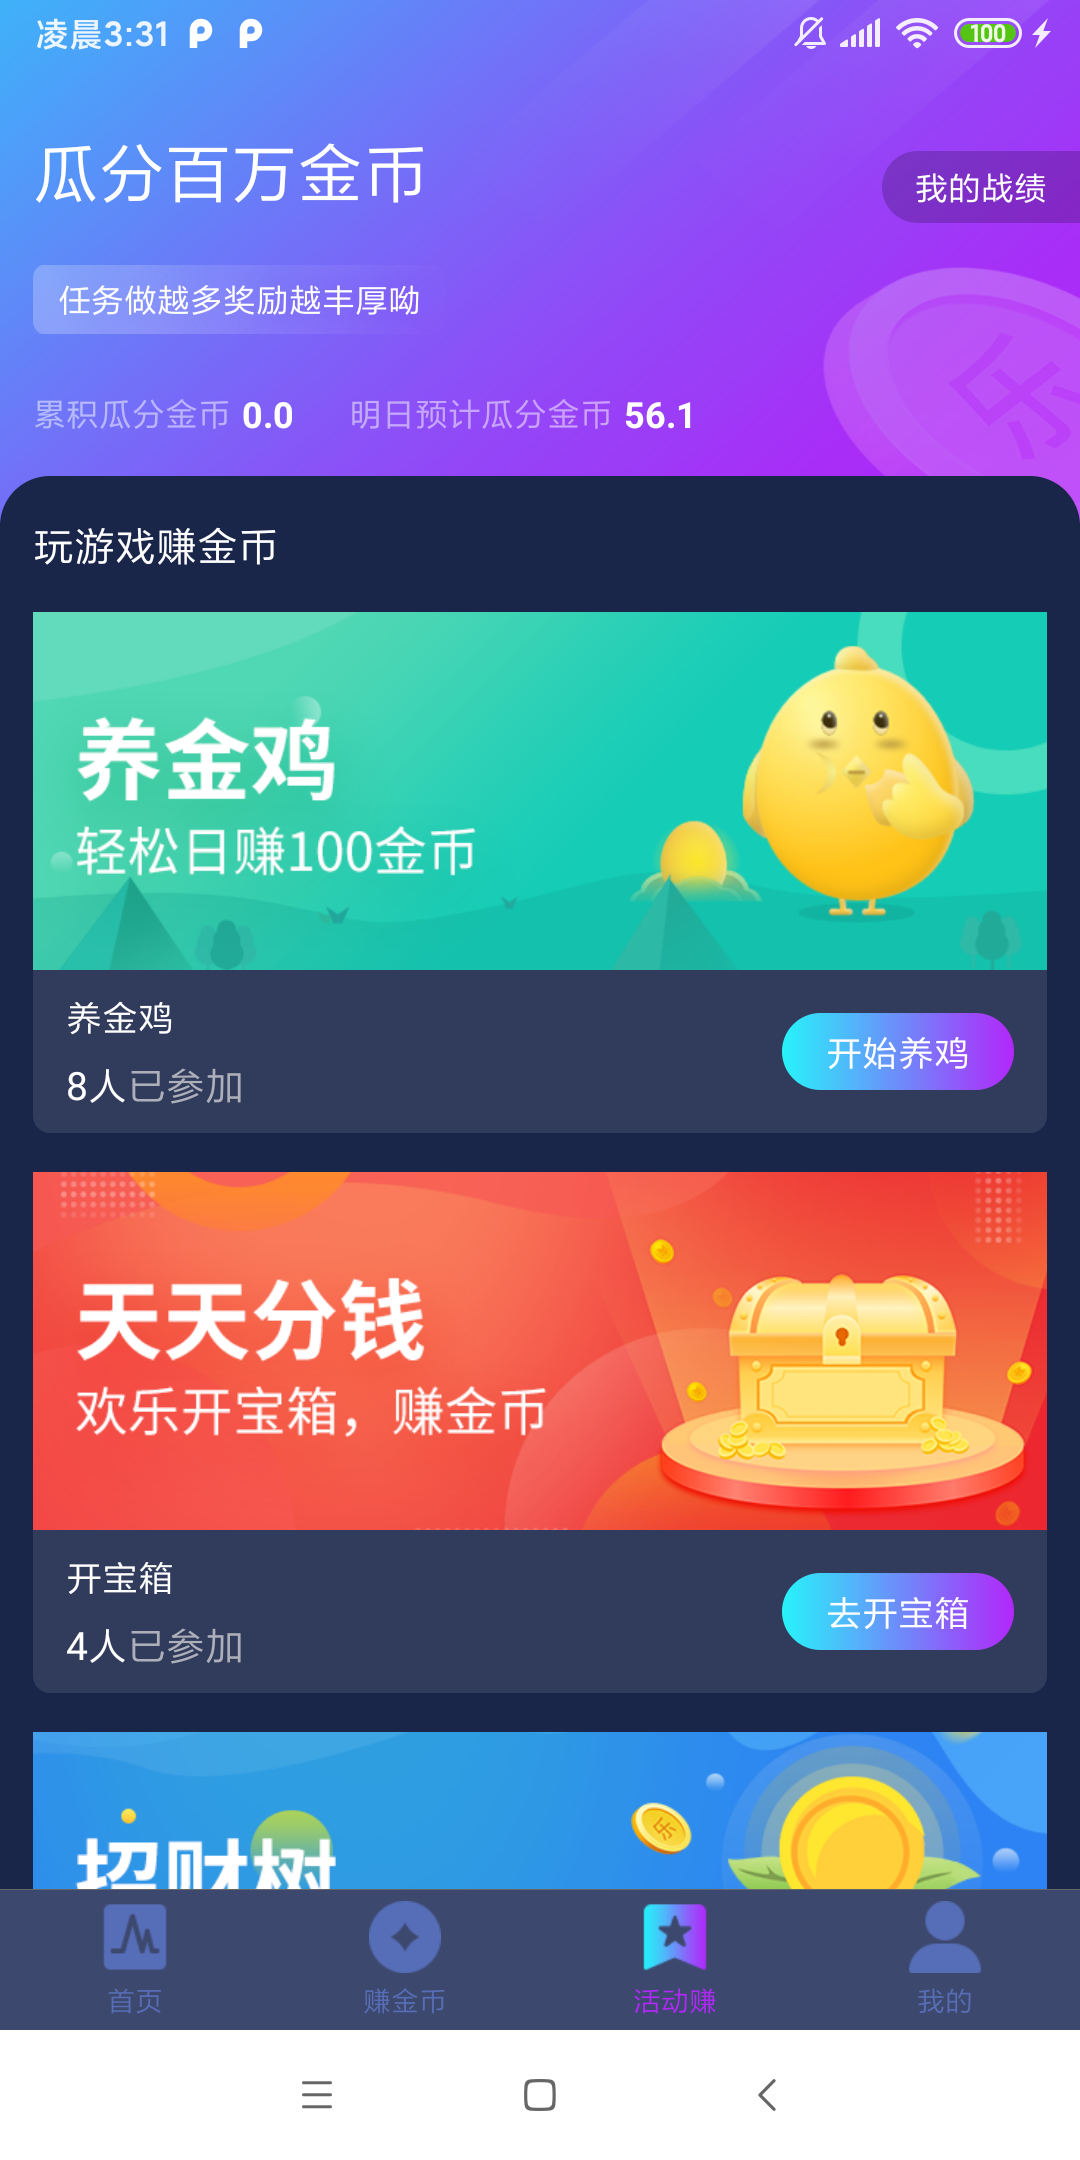 凌晨3:31
100
瓜分百万金币
我的战绩
任务做越多奖励越丰厚呦
累积瓜分金币 0.0 明日预计瓜分金币 56.1
乐
玩游戏赚金币
养金鸡
轻松日赚100金币
养金鸡
8人已参加
开始养鸡
天天分钱
欢乐开宝箱，赚金币
开宝箱
4人已参加
去开宝箱
乐
招财树
首页
赚金币
活动赚
我的